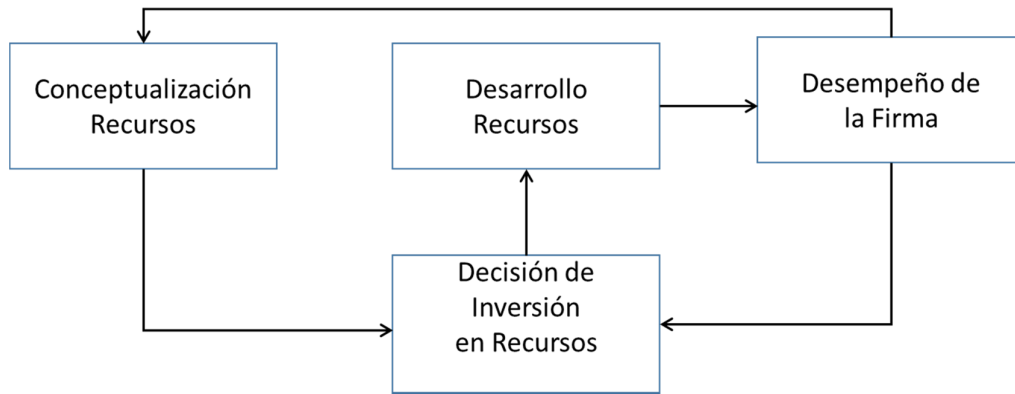 Conceptualización
Recursos
Desarrollo
Recursos
Desempeño de
la Firma
Decisión de
Inversión
en Recursos